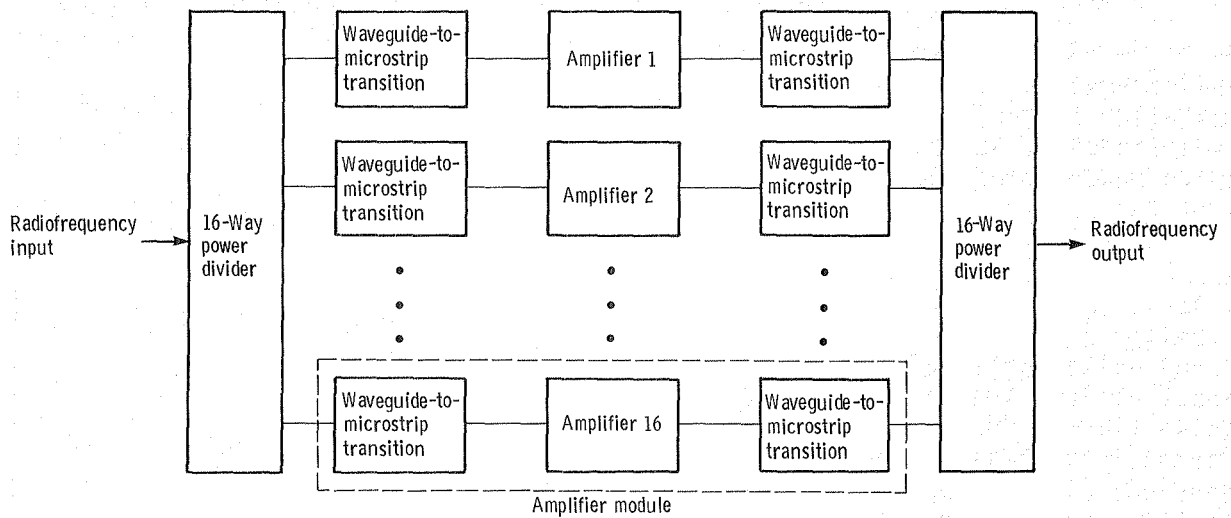 Waveguide-to-
microstrip
transition
Amplifier 1
Waveguide-to-
microstrip
transition
Waveguide-to-
microstrip
transition
Amplifier 2
Waveguide-to-
microstrip
transition
Radiofrequency
input
16-Way
power
divider
16-Way
power
divider
Radiofrequency
output
Waveguide-to-
microstrip
transition
Amplifier 16
Waveguide-to-
microstrip
transition
Amplifier module